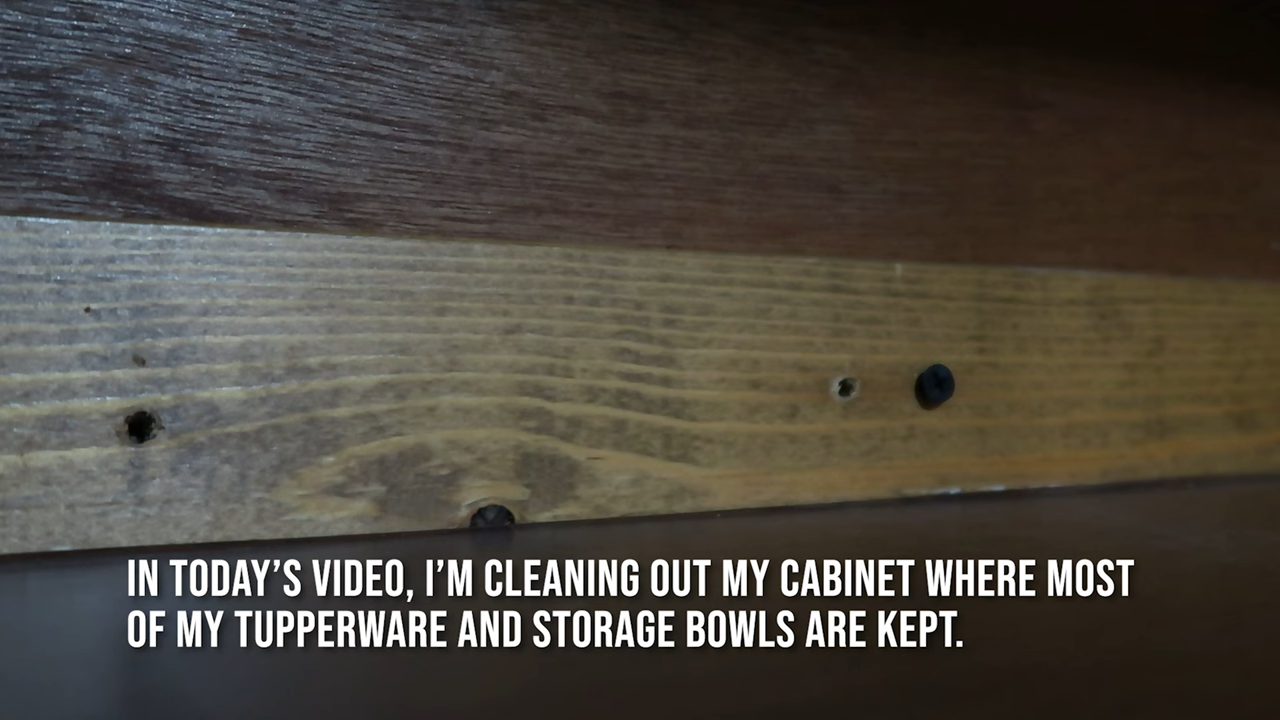 IN TODAY’S VIDEO, I’M CLEANING OUT MY CABINET WHERE MOST
OF MY TUPPERWARE AND STORAGE BOWLS ARE KEPT.